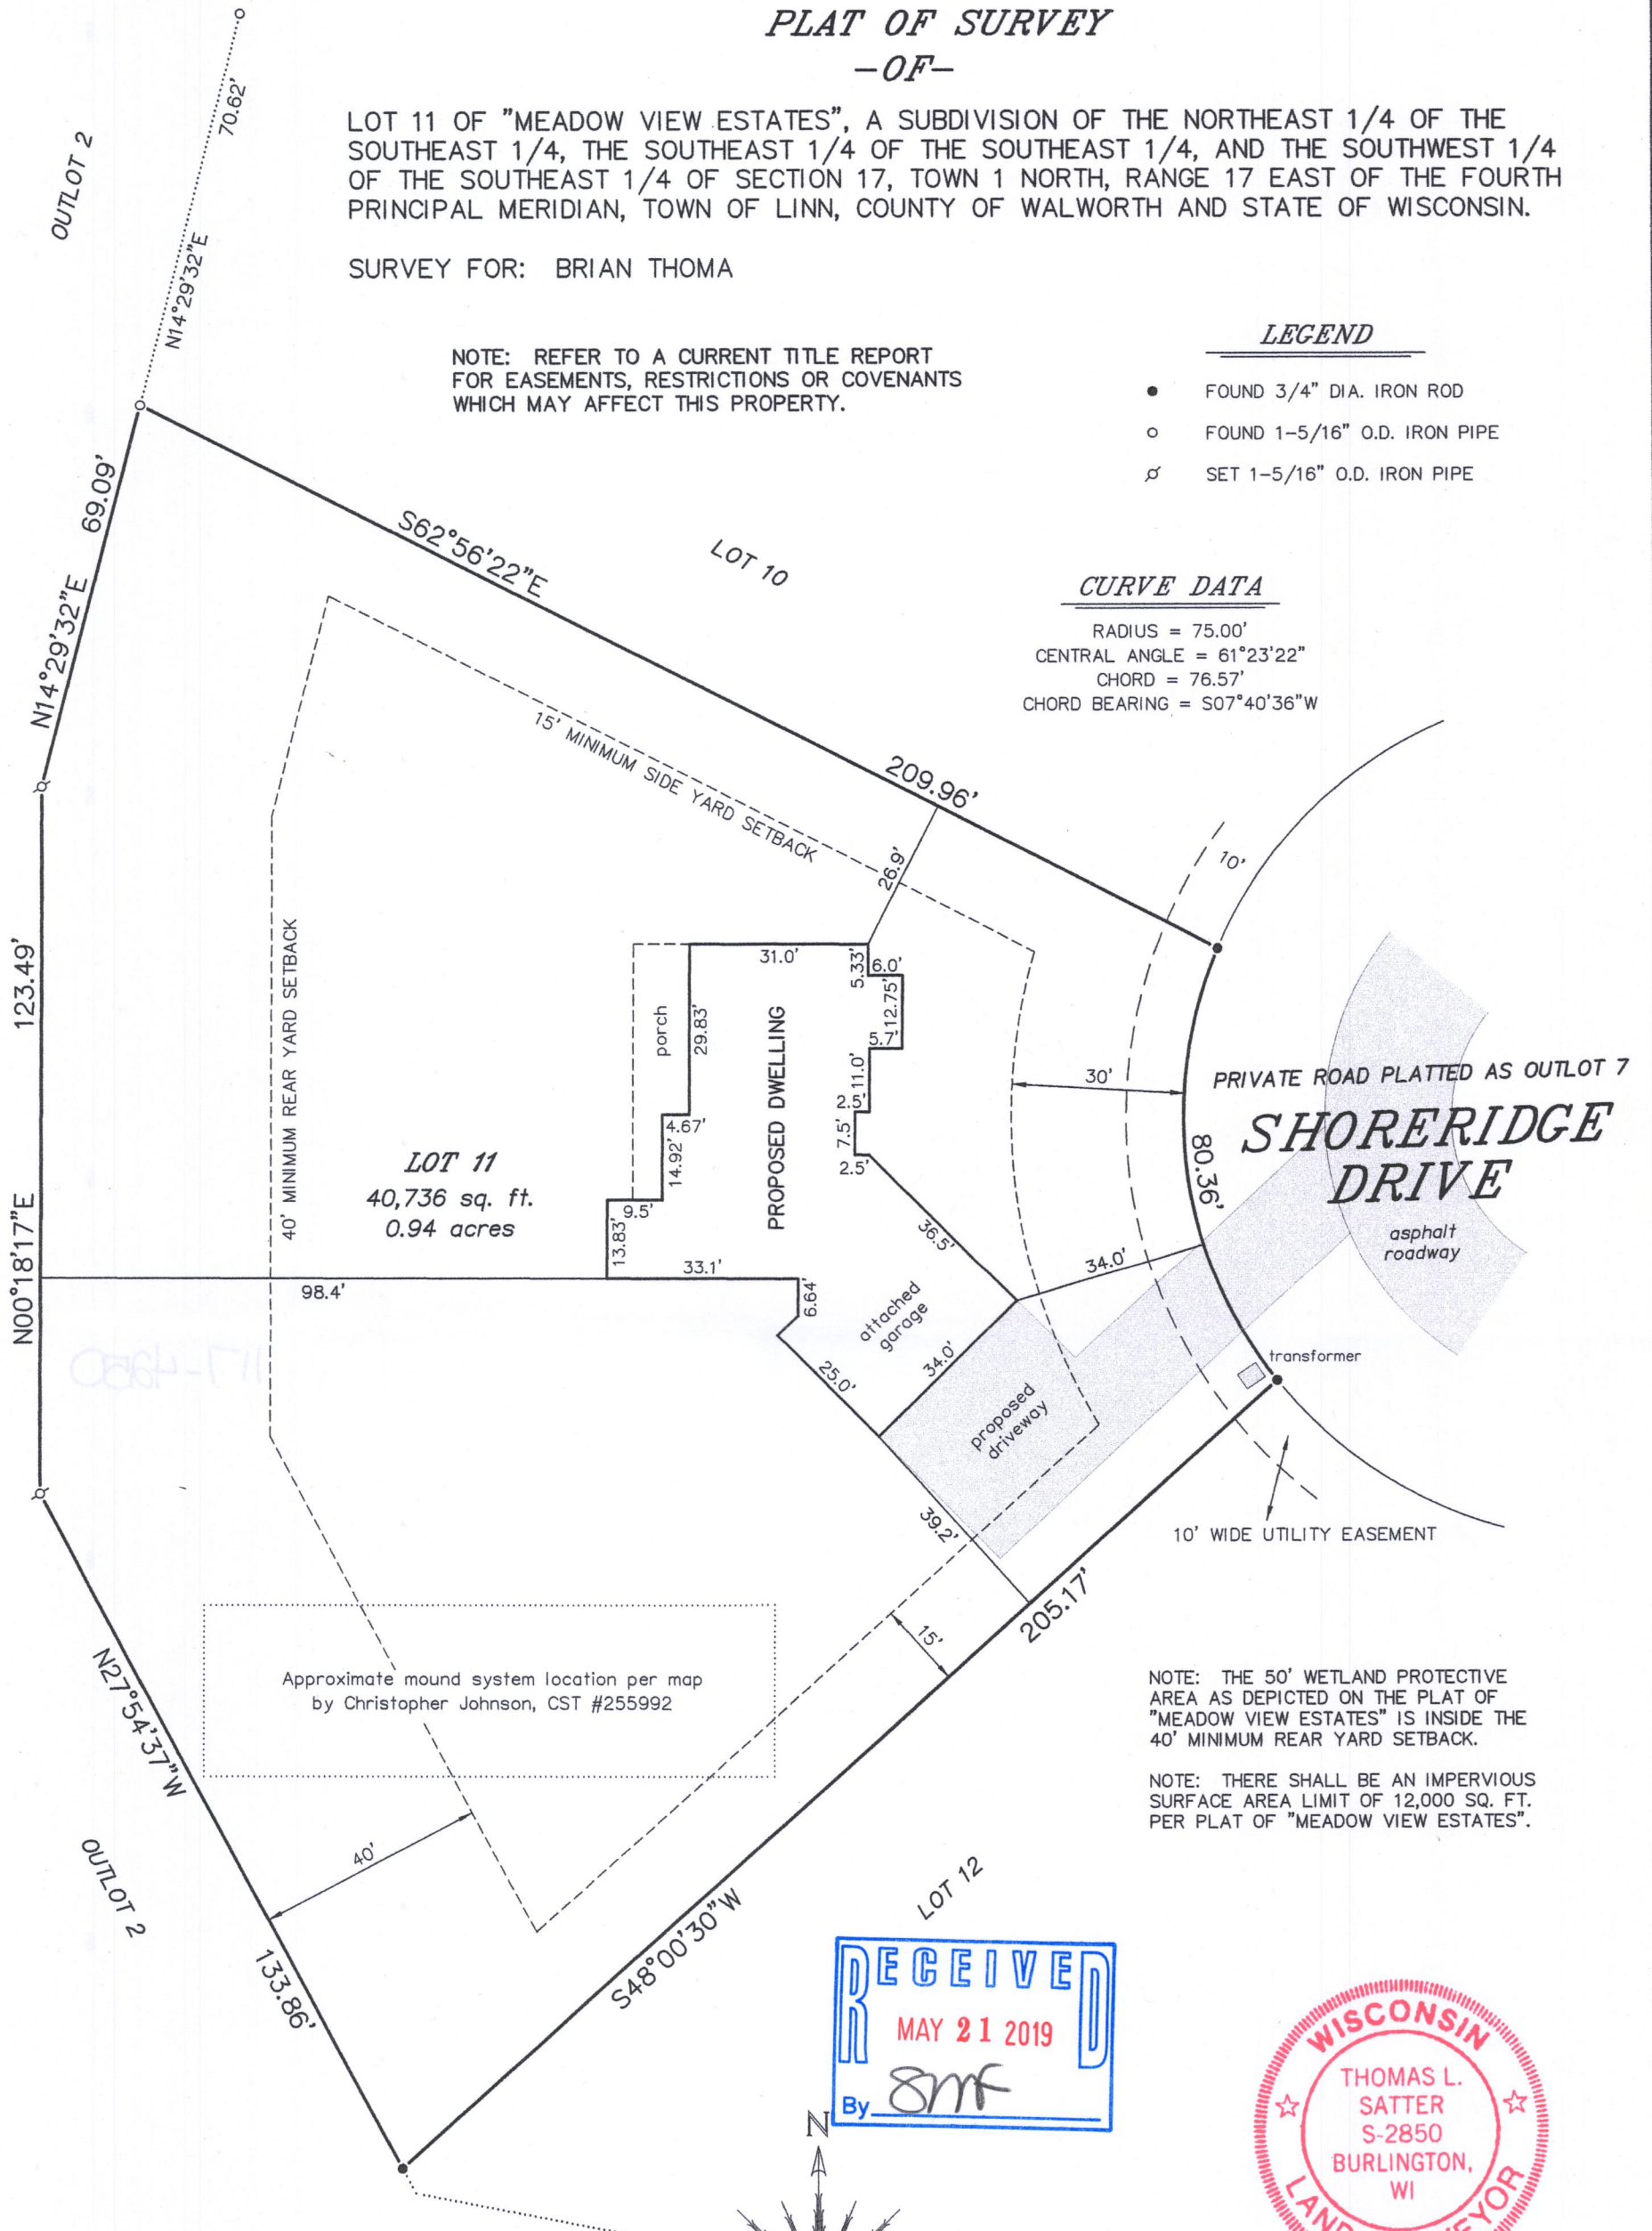 PLAT OF SURVEY
-OF-
LOT 11 OF "MEADOW VIEW ESTATES", A SUBDIVISION OF THE NORTHEAST 1/4 OF THE
SOUTHEAST 1/4, THE SOUTHEAST 1/4 OF THE SOUTHEAST 1/4, AND THE SOUTHWEST 1/4
OF THE SOUTHEAST 1/4 OF SECTION 17, TOWN 1 NORTH, RANGE 17 EAST OF THE FOURTH
PRINCIPAL MERIDIAN, TOWN OF LINN, COUNTY OF WALWORTH AND STATE OF WISCONSIN.
SURVEY FOR: BRIAN THOMA
NOTE: REFER TO A CURRENT TITLE REPORT
FOR EASEMENTS, RESTRICTIONS OR COVENANTS
WHICH MAY AFFECT THIS PROPERTY.
LEGEND
FOUND 3/4" DIA. IRON ROD
FOUND 1-5/16" O.D. IRON PIPE
SET 1-5/16" O.D. IRON PIPE
CURVE DATA
RADIUS = 75.00'
CENTRAL ANGLE = 61°23'22"
CHORD = 76.57'
CHORD BEARING = S07°40'36"W
OUTLOT 2
70.62'
N14°29'32"E
69.09'
N14°29'32"E
S62°56'22"E
209.96'
LOT 10
15' MINIMUM SIDE YARD SETBACK
26.9'
10'
123.49'
N00°18'17"E
40' MINIMUM REAR YARD SETBACK
31.0'
5.33'
6.0'
12.75'
5.7'
11.0'
2.5'
7.5'
2.5'
porch
29.83'
4.67'
14.92'
9.5'
13.83'
33.1'
6.64'
PROPOSED DWELLING
LOT 11
40,736 sq. ft.
0.94 acres
98.4'
36.5'
attached
garage
34.0'
25.0'
34.0'
30'
80.36'
PRIVATE ROAD PLATTED AS OUTLOT 7
SHORERIDGE
DRIVE
asphalt
roadway
transformer
proposed
driveway
39.2'
10' WIDE UTILITY EASEMENT
205.17'
15'
Approximate mound system location per map
by Christopher Johnson, CST #255992
N27°54'37"W
40'
OUTLOT 2
133.86'
S48°00'30"W
LOT 12
NOTE: THE 50' WETLAND PROTECTIVE
AREA AS DEPICTED ON THE PLAT OF
"MEADOW VIEW ESTATES" IS INSIDE THE
40' MINIMUM REAR YARD SETBACK.
NOTE: THERE SHALL BE AN IMPERVIOUS
SURFACE AREA LIMIT OF 12,000 SQ. FT.
PER PLAT OF "MEADOW VIEW ESTATES".
RECEIVED
MAY 21 2019
By SMF
N
WISCONSIN
THOMAS L.
SATTER
S-2850
BURLINGTON,
WI